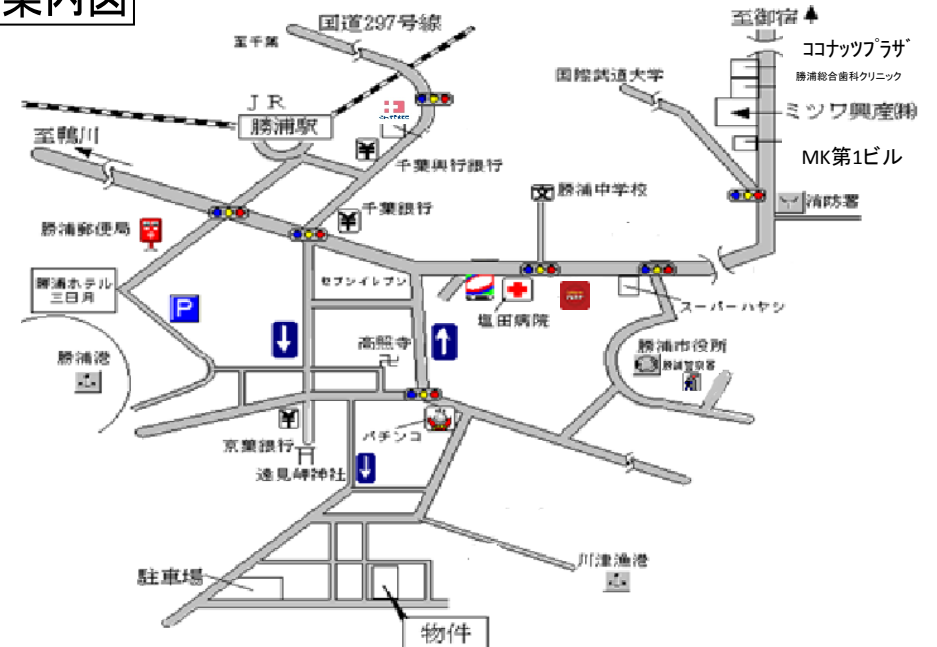 案内図
国道297号線
至千葉
至御宿
ココナッツプラザ
勝浦総合歯科クリニック
国際武道大学
ミツワ興産㈱
MK第1ビル
JR
勝浦駅
至鴨川
千葉興行銀行
千葉銀行
勝浦中学校
消防署
勝浦郵便局
勝浦ホテル
三日月
P
セブンイレブン
塩田病院
スーパーハヤシ
高照寺
勝浦市役所
勝浦警察署
勝浦港
パチンコ
京葉銀行
遠見岬神社
川津漁港
駐車場
物件